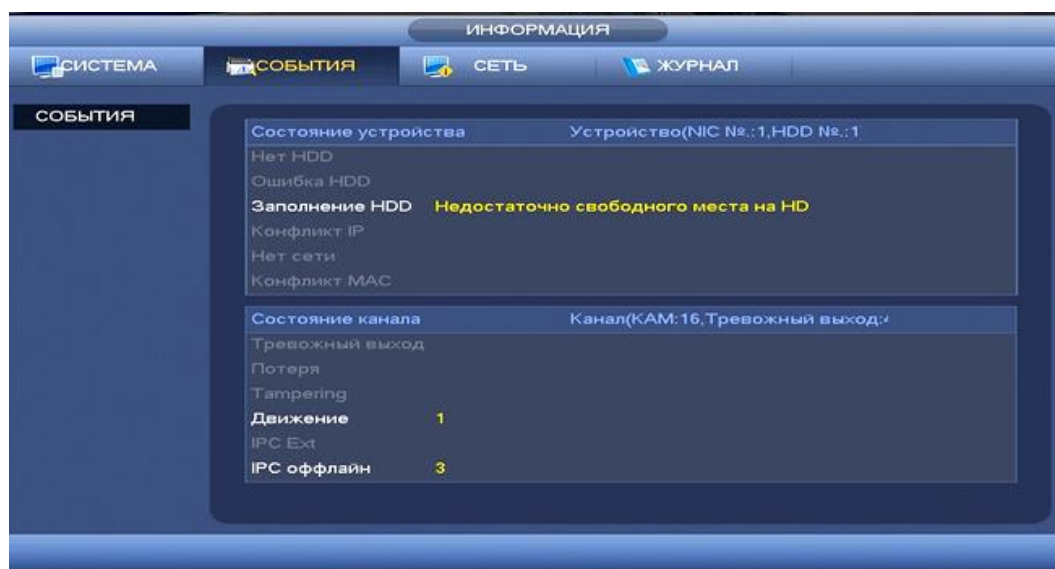 ИНФОРМАЦИЯ
СИСТЕМА СОБЫТИЯ СЕТЬ ЖУРНАЛ
СОБЫТИЯ
Состояние устройства Устройство(NIC №.:1,HDD №.:1
Нет HDD
Ошибка HDD
Заполнение HDD Недостаточно свободного места на HD
Конфликт IP
Нет сети
Конфликт MAC
Состояние канала Канал(КАМ:16,Тревожный выход:
Тревожный выход
Потеря
Tampering
Движение 1
IPC Ext
IPC оффлайн 3